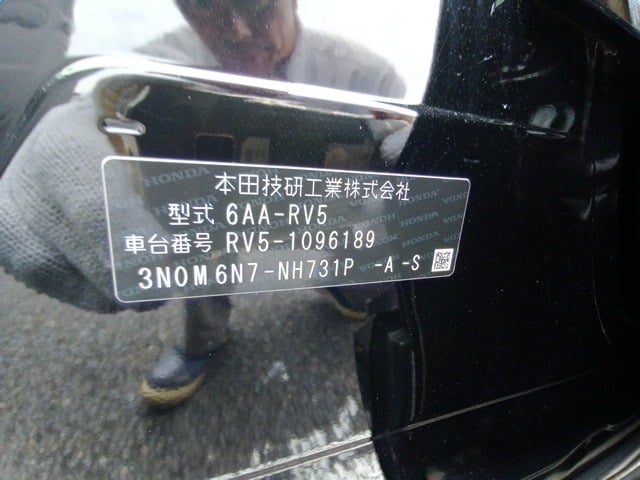 本田技研工業株式会社
型式 6AA-RV5
車台番号 RV5-1096189
3N0M6N7-NH731P -A -S